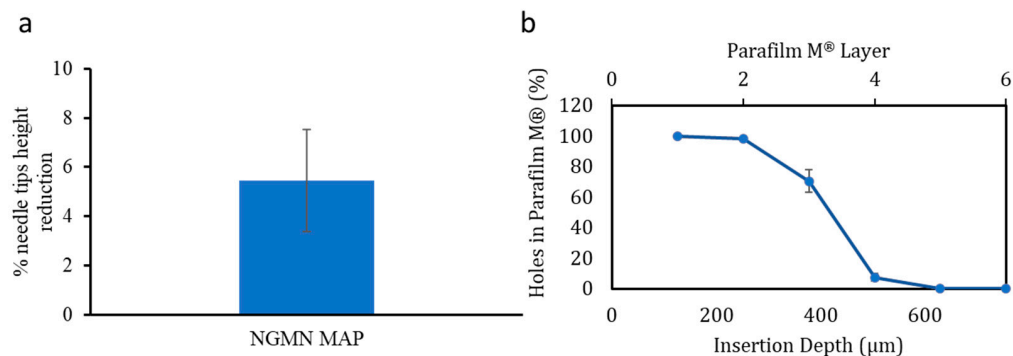 a
% needle tips height
reduction
10
8
6
4
2
0
NGMN MAP
b
Parafilm M® Layer
0 2 4 6
Holes in Parafilm M® (%)
120
100
80
60
40
20
0
0 200 400 600
Insertion Depth (μm)